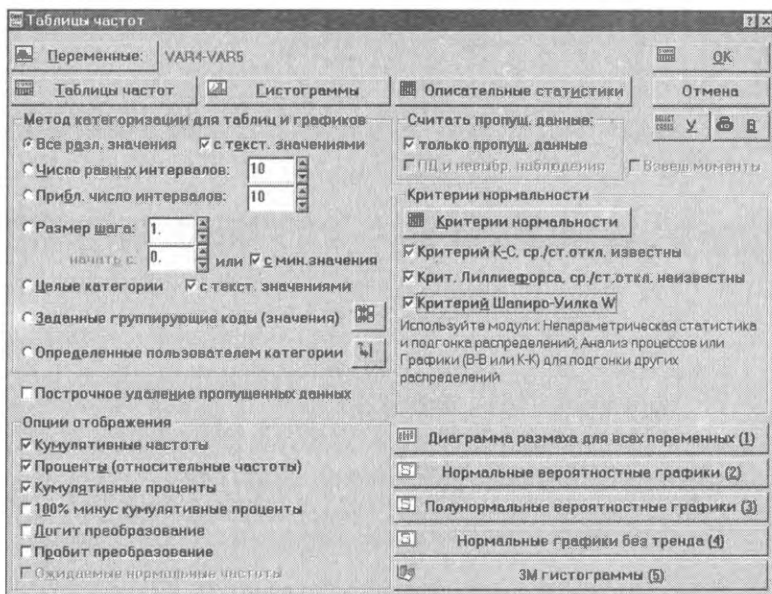 Таблицы частот
Переменные: VAR4-VAR5
OK
Таблицы частот
Гистограммы
Описательные статистики
Отмена
Метод категоризации для таблиц и графиков
Все разл. значения
с текст. значениями
Число равных интервалов: 10
Прибл. число интервалов: 10
Размер шага: 1.
начать с: 0. или с мин.значения
Целые категории
с текст. значениями
Заданные группирующие коды (значения)
Определенные пользователем категории
Построчное удаление пропущенных данных
Опции отображения
Кумулятивные частоты
Проценты (относительные частоты)
Кумулятивные проценты
100% минус кумулятивные проценты
Логит преобразование
Пробит преобразование
Ожидаемые нормальные частоты
Считать пропущ. данные:
только пропущ. данные
ПД и невыбр. наблюдения
SELECT CASES У
В
Взвеш моменты
Критерии нормальности
Критерии нормальности
Критерий К-С, ср./ст.откл. известны
Крит. Лиллиефорса, ср./ст.откл. неизвестны
Критерий Шапиро-Уилка W
Используйте модули: Непараметрическая статистика
и подгонка распределений, Анализ процессов или
Графики (В-В или К-К) для подгонки других
распределений
Диаграмма размаха для всех переменных (1)
Нормальные вероятностные графики (2)
Полунормальные вероятностные графики (3)
Нормальные графики без тренда (4)
3М гистограммы (5)